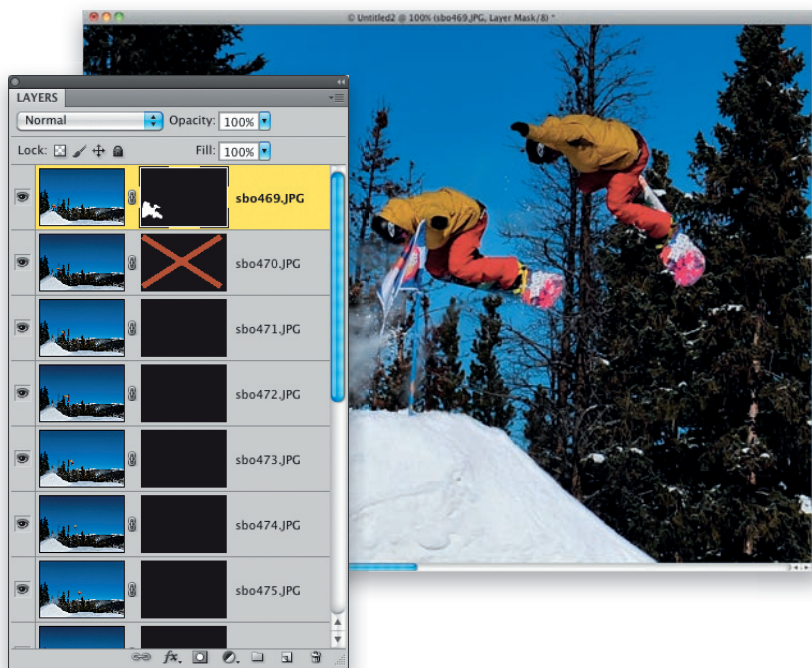 © Untitled2 @ 100% (sbo469.JPG, Layer Mask/8) *
LAYERS
Normal Opacity: 100%
Lock: Fill: 100%
sbo469.JPG
sbo470.JPG
sbo471.JPG
sbo472.JPG
sbo473.JPG
sbo474.JPG
sbo475.JPG
fx.